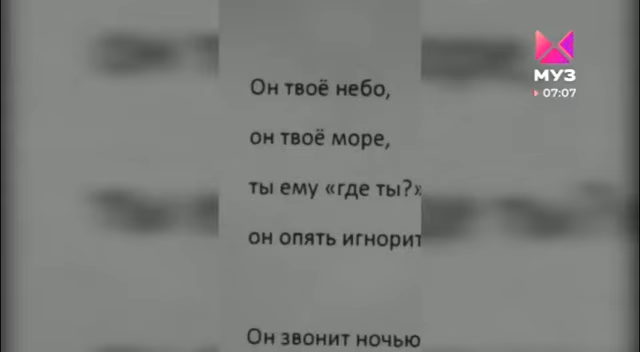 Он твоё небо,
он твоё море,
ты ему «где ты?»
он опять игнорит
Он звонит ночью
МУЗ
07:07